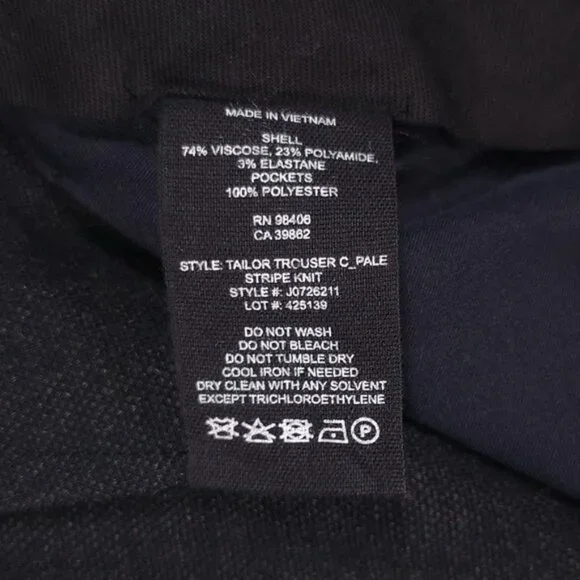 MADE IN VIETNAM
SHELL
74% VISCOSE, 23% POLYAMIDE,
3% ELASTANE
POCKETS
100% POLYESTER
RN 98406
CA 39862
STYLE: TAILOR TROUSER C_PALE
STRIPE KNIT
STYLE #: J0726211
LOT #: 425139
DO NOT WASH
DO NOT BLEACH
DO NOT TUMBLE DRY
COOL IRON IF NEEDED
DRY CLEAN WITH ANY SOLVENT
EXCEPT TRICHLOROETHYLENE
P